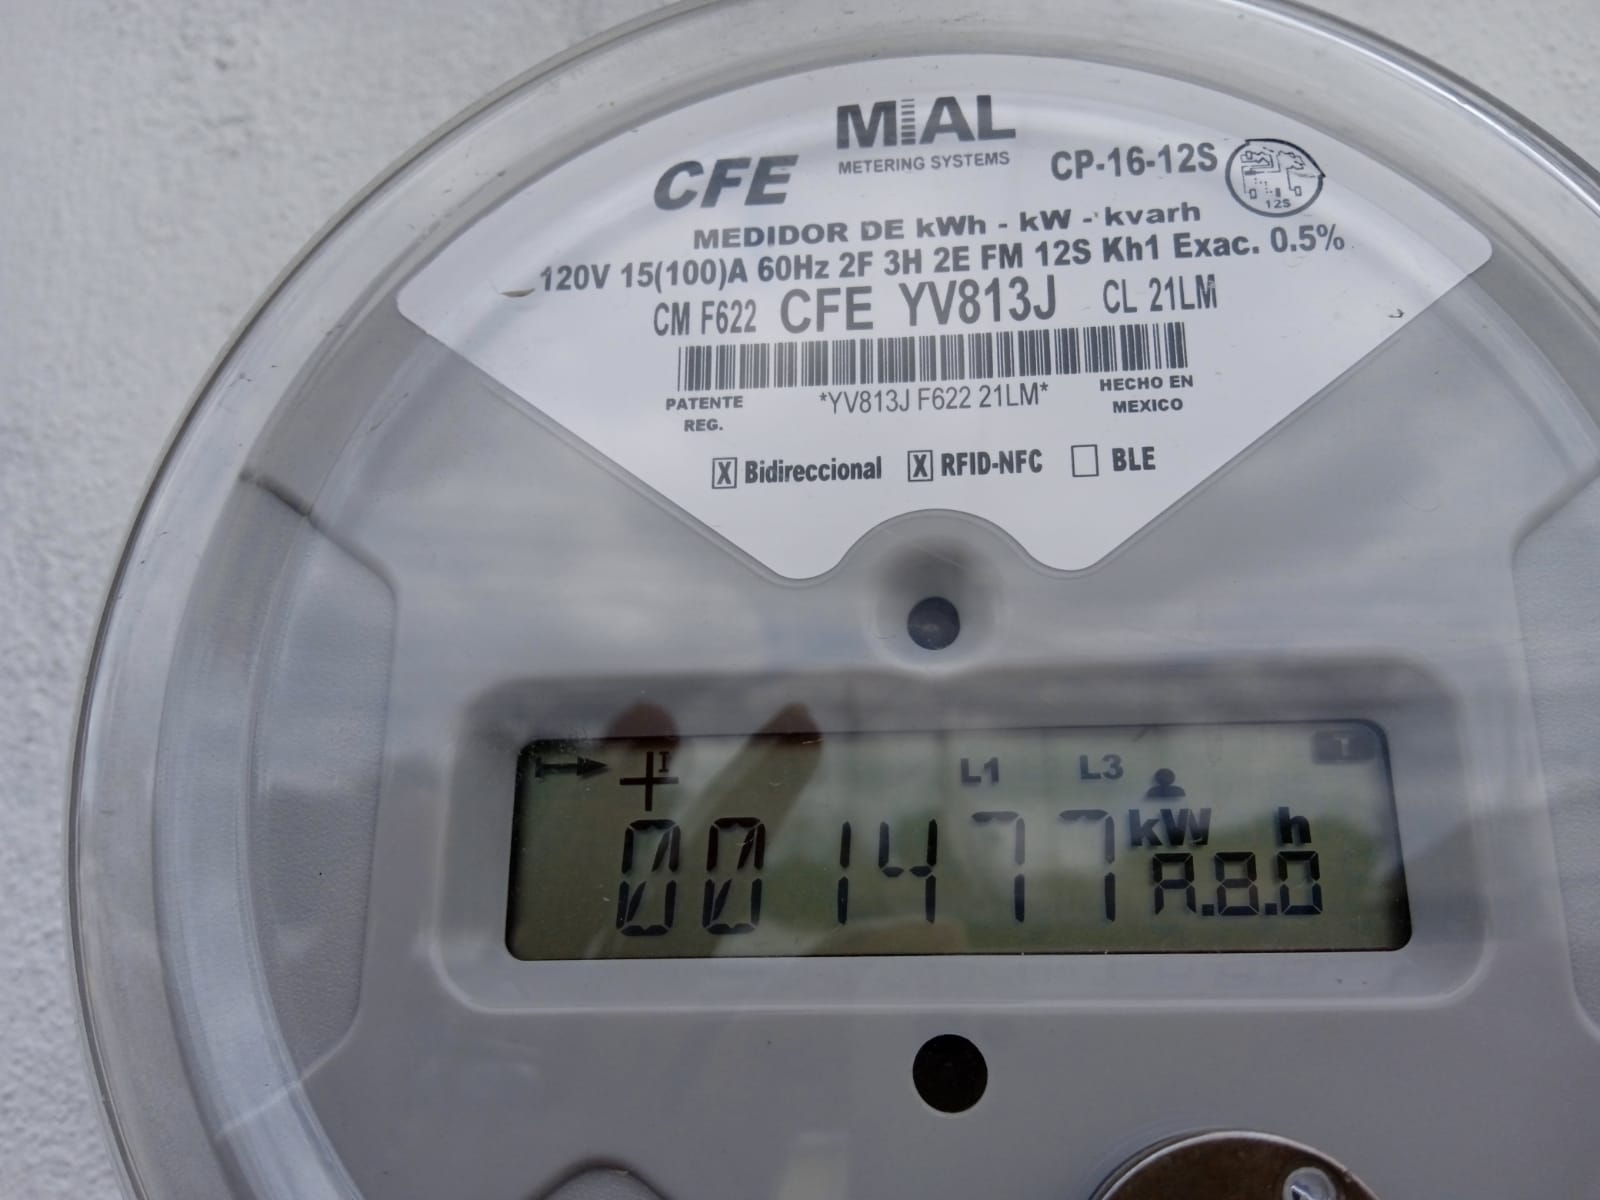 MIAL
METERING SYSTEMS
CFE
CP-16-12S
12S
MEDIDOR DE kWh - kW - kvarh
120V 15(100)A 60Hz 2F 3H 2E FM 12S Kh1 Exac. 0.5%
CM F622 CFE YV813J CL 21LM
PATENTE REG.
*YV813J F622 21LM*
HECHO EN MEXICO
X Bidireccional X RFID-NFC BLE
L1 L3 I
001477 kWh
A.8.0